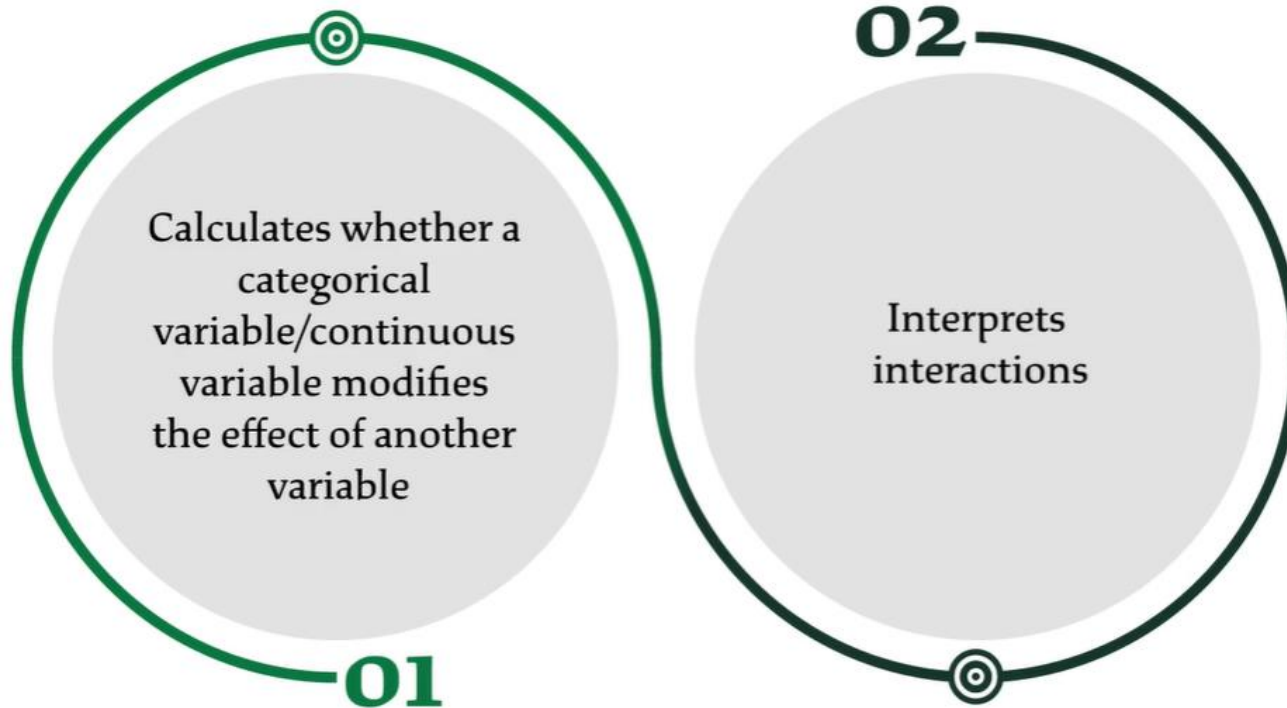 01
Calculates whether a
categorical
variable/continuous
variable modifies
the effect of another
variable
02
Interprets
interactions